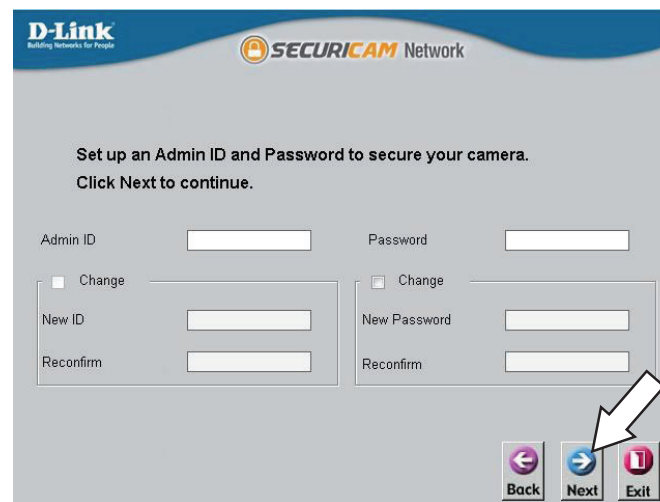 D-Link
Building Networks for People
SECURICAM Network
Set up an Admin ID and Password to secure your camera.
Click Next to continue.
Admin ID Password
Change Change
New ID New Password
Reconfirm Reconfirm
Back Next Exit